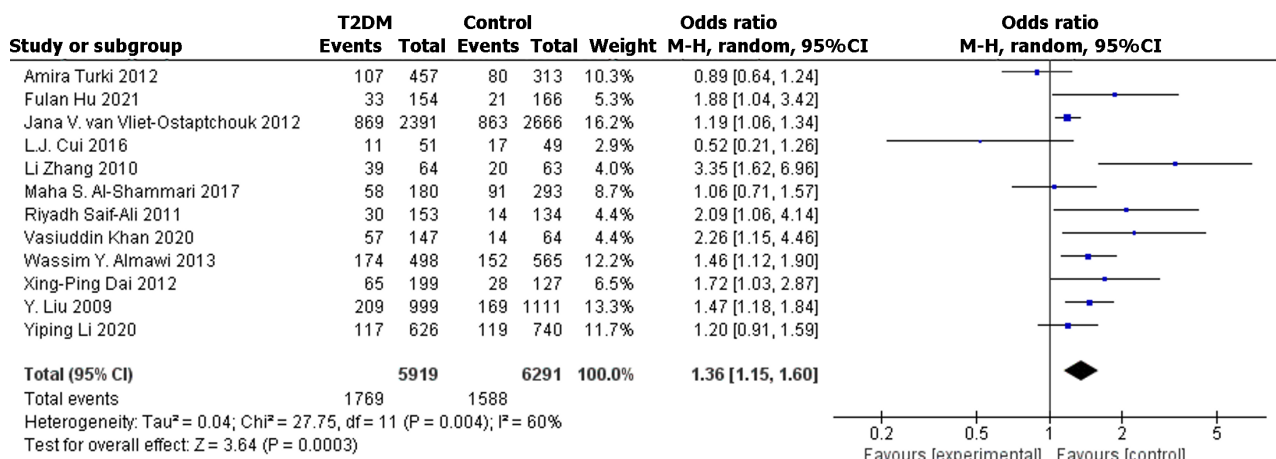 T2DM Control Odds ratio Odds ratio
Study or subgroup Events Total Events Total Weight M-H, random, 95%CI M-H, random, 95%CI
Amira Turki 2012 107 457 80 313 10.3% 0.89 [0.64, 1.24]
Fulan Hu 2021 33 154 21 166 5.3% 1.88 [1.04, 3.42]
Jana V. van Vliet-Ostaptchouk 2012 869 2391 863 2666 16.2% 1.19 [1.06, 1.34]
L.J. Cui 2016 11 51 17 49 2.9% 0.52 [0.21, 1.26]
Li Zhang 2010 39 64 20 63 4.0% 3.35 [1.62, 6.96]
Maha S. Al-Shammari 2017 58 180 91 293 8.7% 1.06 [0.71, 1.57]
Riyadh Saif-Ali 2011 30 153 14 134 4.4% 2.09 [1.06, 4.14]
Vasiuddin Khan 2020 57 147 14 64 4.4% 2.26 [1.15, 4.46]
Wassim Y. Almawi 2013 174 498 152 565 12.2% 1.46 [1.12, 1.90]
Xing-Ping Dai 2012 65 199 28 127 6.5% 1.72 [1.03, 2.87]
Y. Liu 2009 209 999 169 1111 13.3% 1.47 [1.18, 1.84]
Yiping Li 2020 117 626 119 740 11.7% 1.20 [0.91, 1.59]
Total (95% CI) 5919 6291 100.0% 1.36 [1.15, 1.60]
Total events 1769 1588
Heterogeneity: Tau² = 0.04; Chi² = 27.75, df = 11 (P = 0.004); I² = 60%
Test for overall effect: Z = 3.64 (P = 0.0003)
0.2 0.5 1 2 5
Favours [experimental] Favours [control]